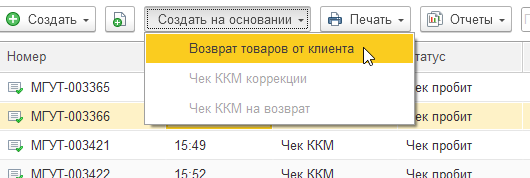 Создать Создать на основании Печать Отчеты
Номер татус
Возврат товаров от клиента
Чек ККМ коррекции
Чек ККМ на возврат
МГУТ-003365 Чек пробит
МГУТ-003366 Чек пробит
МГУТ-003421 15:49 Чек ККМ Чек пробит
МГУТ-003422 15:52 Чек ККМ Чек пробит